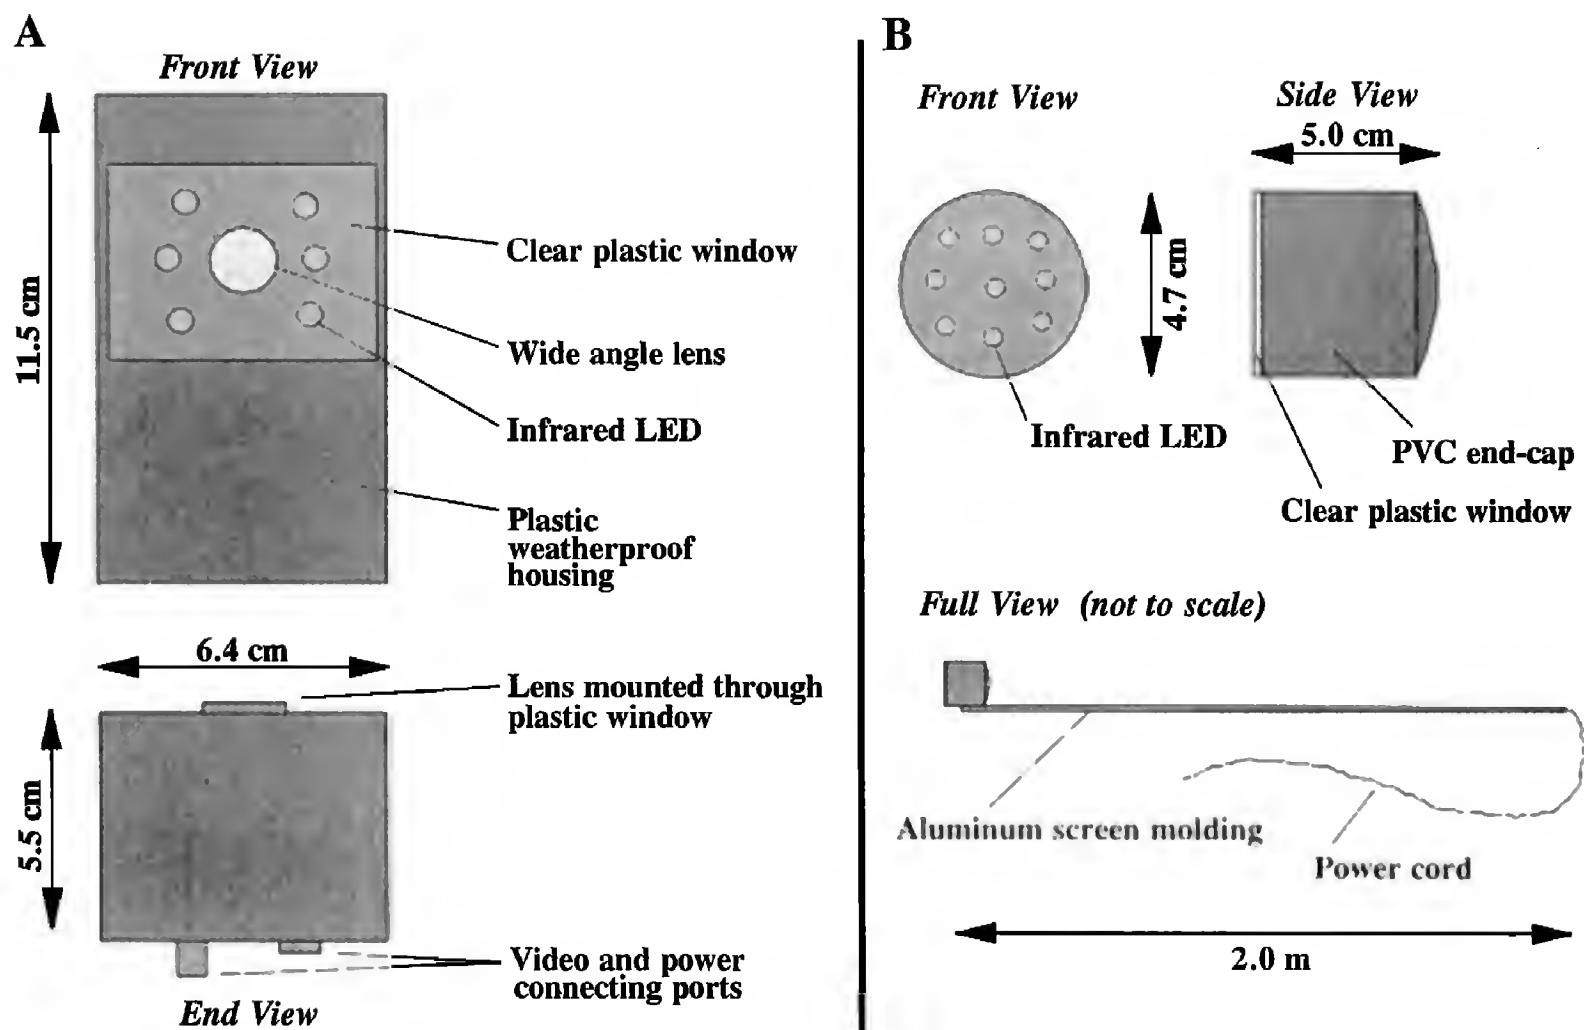 A
Front View
11.5 cm
Clear plastic window
Wide angle lens
Infrared LED
Plastic
weatherproof
housing
6.4 cm
Lens mounted through
plastic window
5.5 cm
Video and power
connecting ports
End View
B
Front View
Side View
5.0 cm
4.7 cm
Infrared LED
PVC end-cap
Clear plastic window
Full View (not to scale)
Aluminum screen molding
Power cord
2.0 m